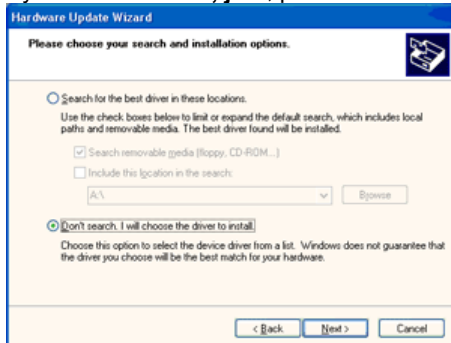 Hardware Update Wizard
Please choose your search and installation options.
Search for the best driver in these locations.
Use the check boxes below to limit or expand the default search, which includes local
paths and removable media. The best driver found will be installed.
Search removable media (floppy, CD-ROM...)
Include this location in the search:
A:\
Browse
Don't search. I will choose the driver to install.
Choose this option to select the device driver from a list. Windows does not guarantee that
the driver you choose will be the best match for your hardware.
< Back Next > Cancel